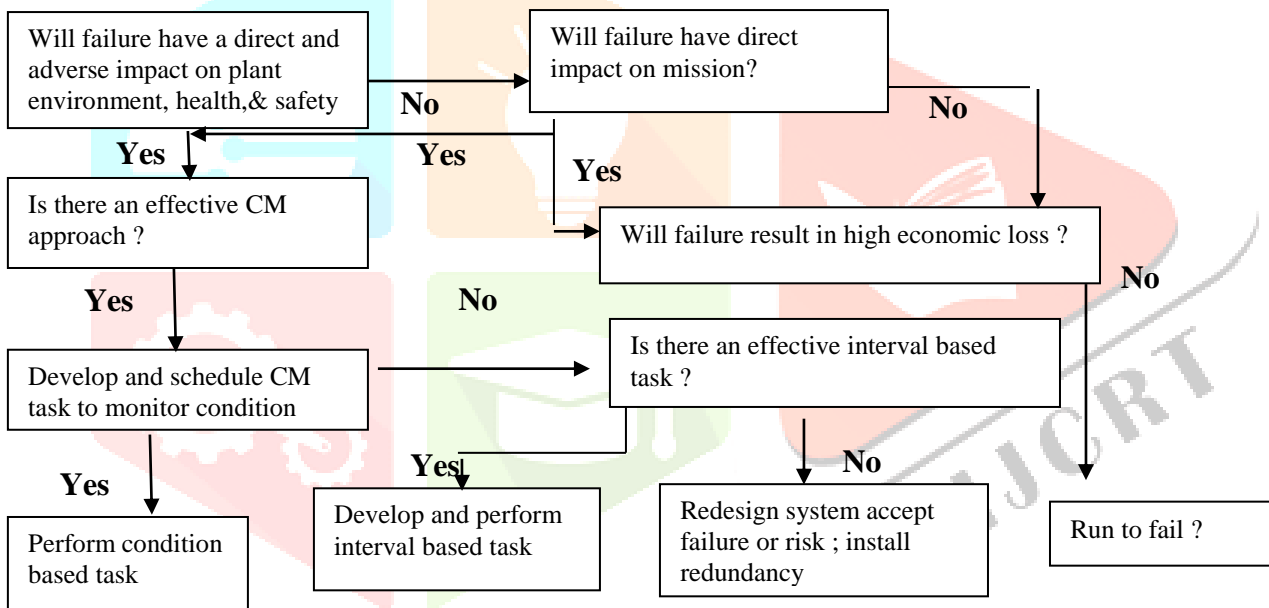 Will failure have a direct and
adverse impact on plant
environment, health,& safety
Will failure have direct
impact on mission?
No
No
Yes
Yes
Yes
Is there an effective CM
approach ?
Will failure result in high economic loss ?
Yes
No
No
Develop and schedule CM
task to monitor condition
Is there an effective interval based
task ?
Yes
Yes
No
Perform condition
based task
Develop and perform
interval based task
Redesign system accept
failure or risk ; install
redundancy
Run to fail ?
IJCRT